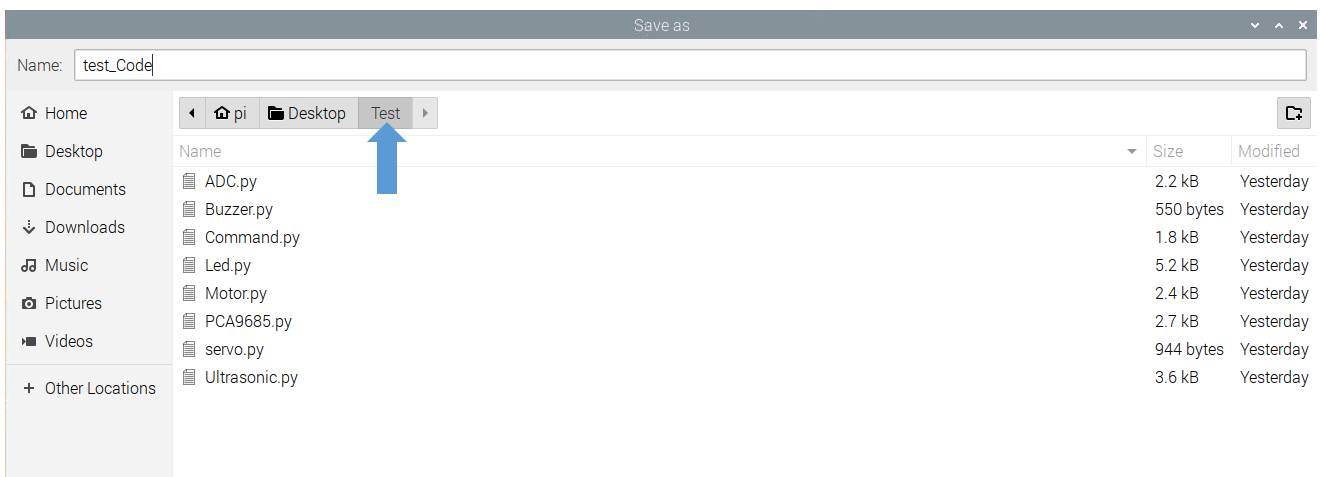 Save as
Name: test_Code
Home
Desktop
Documents
Downloads
Music
Pictures
Videos
Other Locations
pi Desktop Test
Name Size Modified
ADC.py 2.2 kB Yesterday
Buzzer.py 550 bytes Yesterday
Command.py 1.8 kB Yesterday
Led.py 5.2 kB Yesterday
Motor.py 2.4 kB Yesterday
PCA9685.py 2.7 kB Yesterday
servo.py 944 bytes Yesterday
Ultrasonic.py 3.6 kB Yesterday